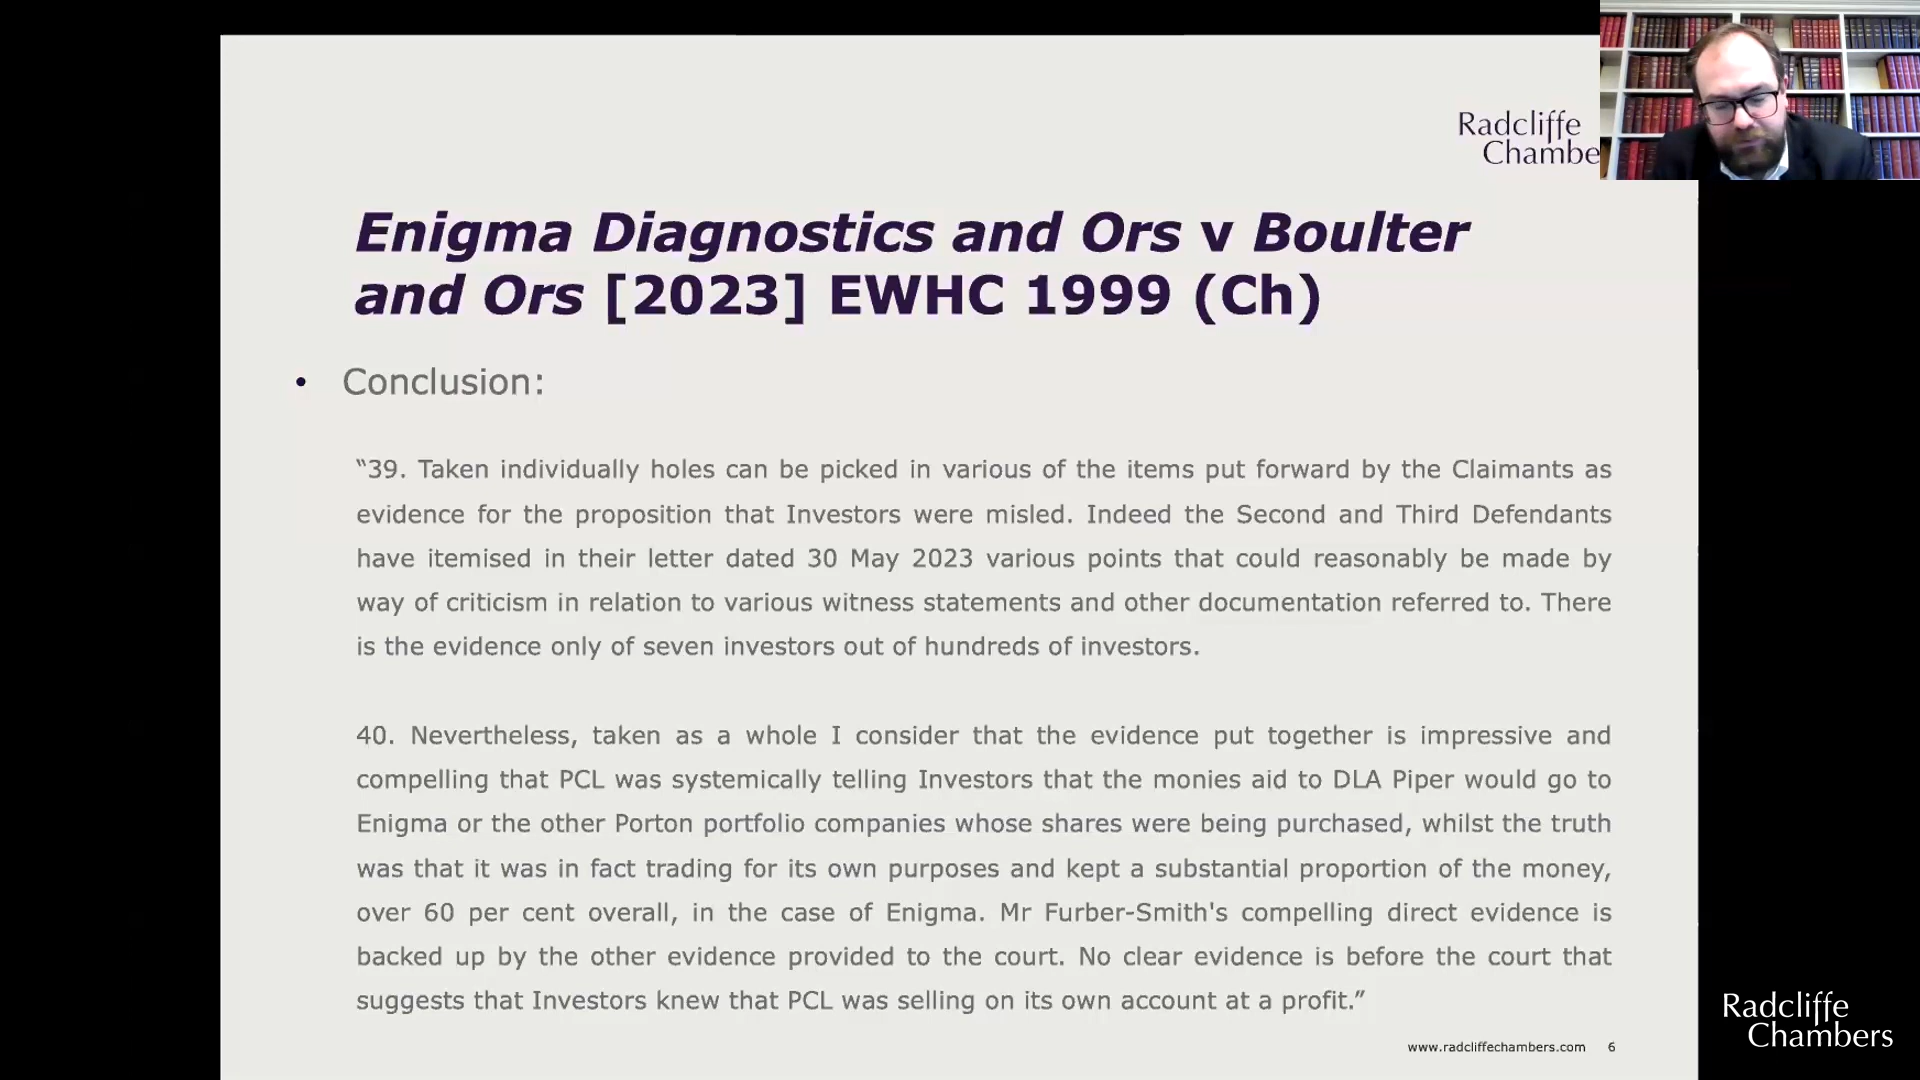 Radcliffe
Chambe
Enigma Diagnostics and Ors v Boulter
and Ors [2023] EWHC 1999 (Ch)
• Conclusion:
“39. Taken individually holes can be picked in various of the items put forward by the Claimants as
evidence for the proposition that Investors were misled. Indeed the Second and Third Defendants
have itemised in their letter dated 30 May 2023 various points that could reasonably be made by
way of criticism in relation to various witness statements and other documentation referred to. There
is the evidence only of seven investors out of hundreds of investors.
40. Nevertheless, taken as a whole I consider that the evidence put together is impressive and
compelling that PCL was systemically telling Investors that the monies aid to DLA Piper would go to
Enigma or the other Porton portfolio companies whose shares were being purchased, whilst the truth
was that it was in fact trading for its own purposes and kept a substantial proportion of the money,
over 60 per cent overall, in the case of Enigma. Mr Furber-Smith's compelling direct evidence is
backed up by the other evidence provided to the court. No clear evidence is before the court that
suggests that Investors knew that PCL was selling on its own account at a profit.”
www.radcliffechambers.com 6
Radcliffe
Chambers